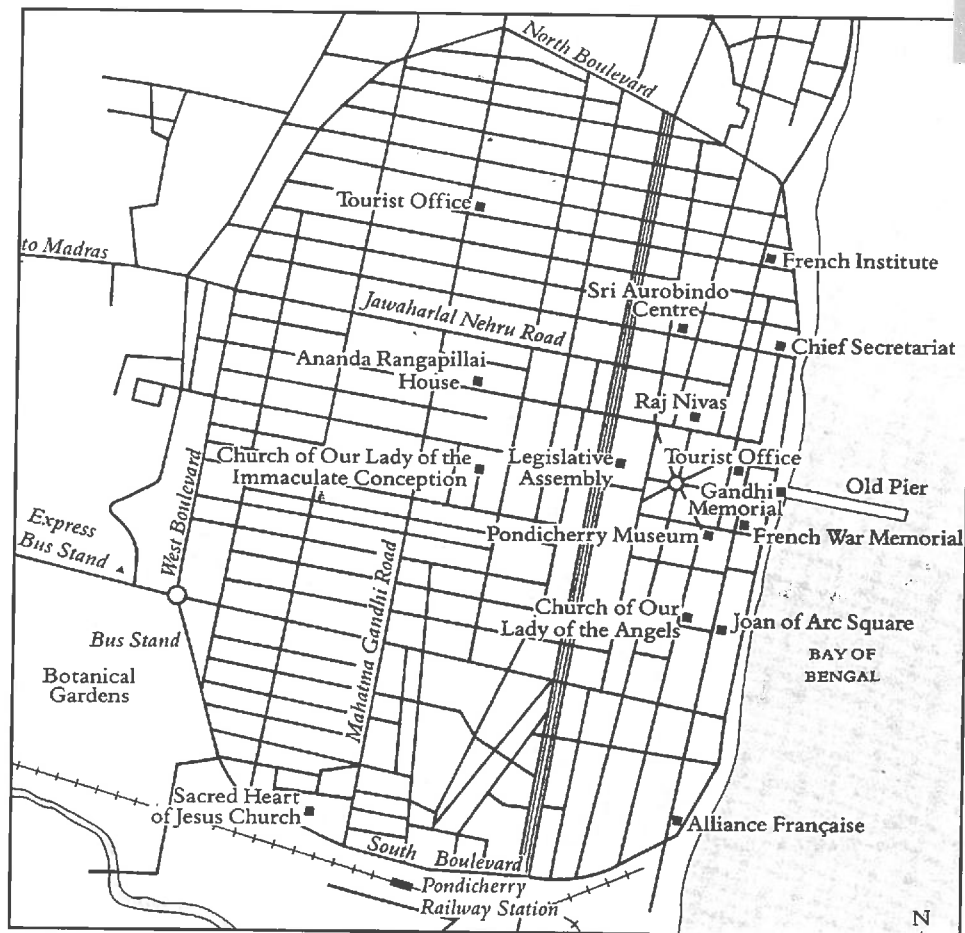 North Boulevard
Tourist Office
to Madras
French Institute
Sri Aurobindo
Centre
Jawaharlal Nehru Road
Chief Secretariat
Ananda Rangapillai
House
Raj Nivas
Church of Our Lady of the
Immaculate Conception
Legislative
Assembly
Tourist Office
Gandhi
Memorial
Old Pier
West Boulevard
Express
Bus Stand
Pondicherry Museum
French War Memorial
Mahatma Gandhi Road
Church of Our
Lady of the Angels
Joan of Arc Square
Bus Stand
BAY OF
BENGAL
Botanical
Gardens
Sacred Heart
of Jesus Church
Alliance Française
South Boulevard
Pondicherry
Railway Station
N